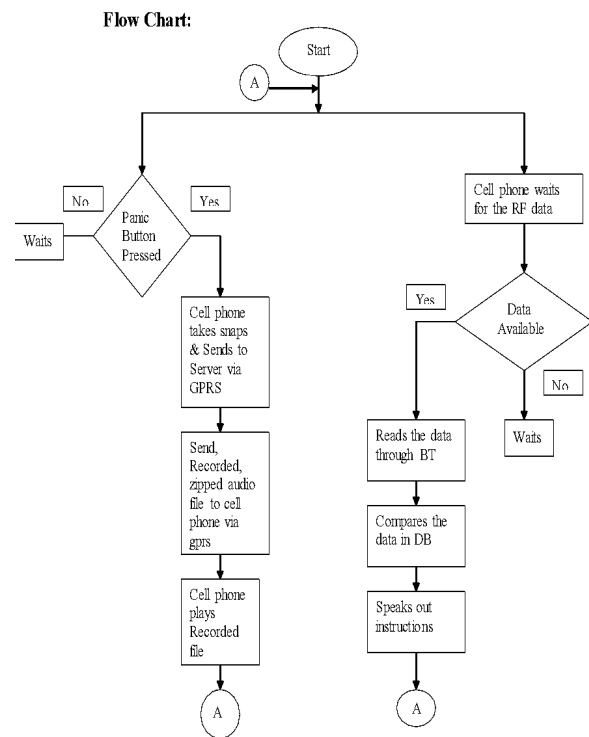 Flow Chart:
Start
A
No
Yes
Panic
Button
Pressed
Waits
Cell phone
takes snaps
& Sends to
Server via
GPRS
Send,
Recorded,
zipped audio
file to cell
phone via
gprs
Cell phone
plays
Recorded
file
A
Cell phone waits
for the RF data
Yes
Data
Available
No
Waits
Reads the data
through BT
Compares the
data in DB
Speaks out
instructions
A